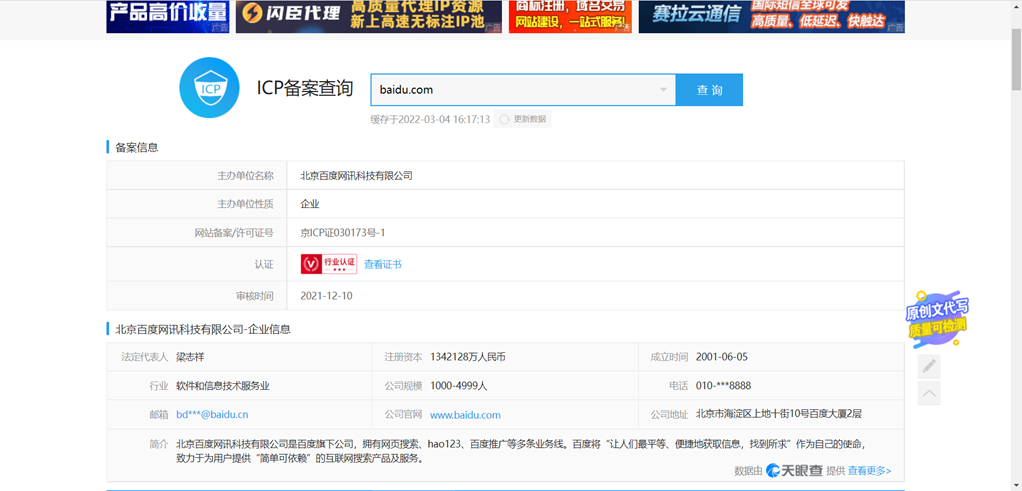 产品高价收量
广告
闪臣代理
高质量代理IP资源
新上高速无标注IP池
广告
商标注册，域名交易
网站建设，一站式服务！
广告
赛拉云通信
国际短信全球可发
高质量、低延迟、快触达
广告
ICP
ICP备案查询
baidu.com
查 询
缓存于2022-03-04 16:17:13
更新数据
备案信息
主办单位名称 北京百度网讯科技有限公司
主办单位性质 企业
网站备案/许可证号 京ICP证030173号-1
认证 V 行业认证 查看证书
审核时间 2021-12-10
北京百度网讯科技有限公司-企业信息
法定代表人 梁志祥 注册资本 1342128万人民币 成立时间 2001-06-05
行业 软件和信息技术服务业 公司规模 1000-4999人 电话 010-***8888
邮箱 bd***@baidu.cn 公司官网 www.baidu.com 公司地址 北京市海淀区上地十街10号百度大厦2层
简介 北京百度网讯科技有限公司是百度旗下公司，拥有网页搜索、hao123、百度推广等多条业务线。百度将“让人们最平等、便捷地获取信息，找到所求”作为自己的使命，
致力于为用户提供“简单可依赖”的互联网搜索产品及服务。
数据由 天眼查 提供 查看更多>
原创文代写
质量可检测